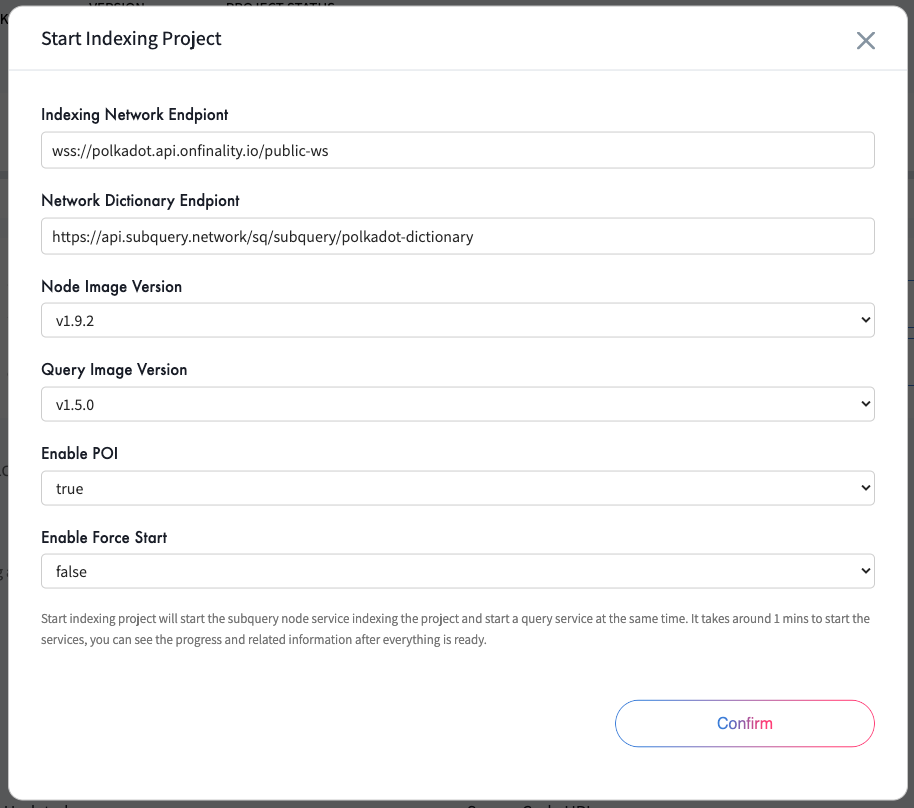 VERSION PROJECT STATUS
Start Indexing Project
Indexing Network Endpiont
wss://polkadot.api.onfinality.io/public-ws
Network Dictionary Endpiont
https://api.subquery.network/sq/subquery/polkadot-dictionary
Node Image Version
v1.9.2
Query Image Version
v1.5.0
Enable POI
true
Enable Force Start
false
Start indexing project will start the subquery node service indexing the project and start a query service at the same time. It takes around 1 mins to start the
services, you can see the progress and related information after everything is ready.
Confirm